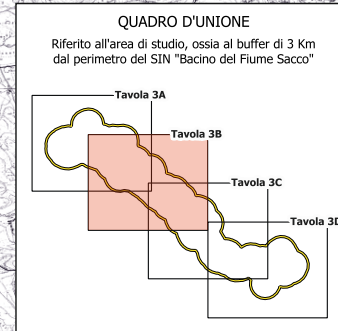 QUADRO D'UNIONE
Riferito all'area di studio, ossia al buffer di 3 Km
dal perimetro del SIN "Bacino del Fiume Sacco"
Tavola 3A
Tavola 3B
Tavola 3C
Tavola 3D